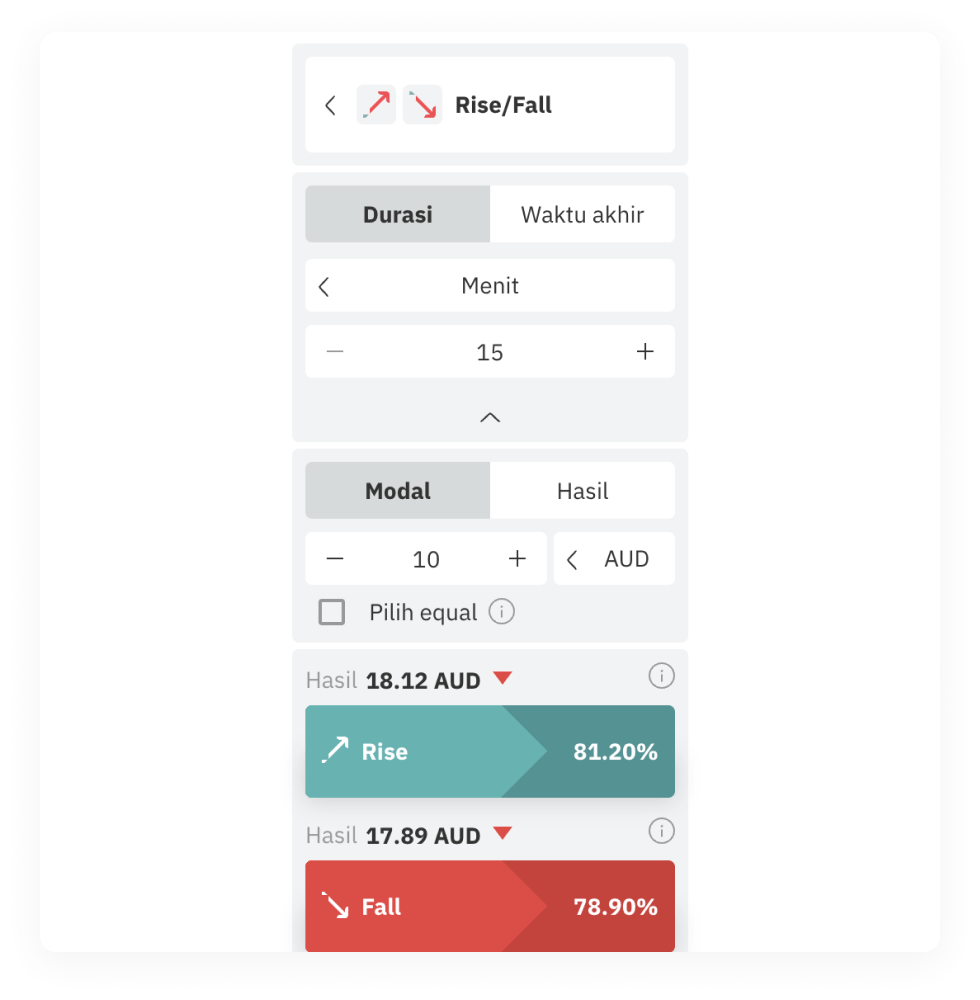 Rise/Fall
Durasi Waktu akhir
Menit
15
Modal Hasil
10 AUD
Pilih equal
Hasil 18.12 AUD
Rise 81.20%
Hasil 17.89 AUD
Fall 78.90%